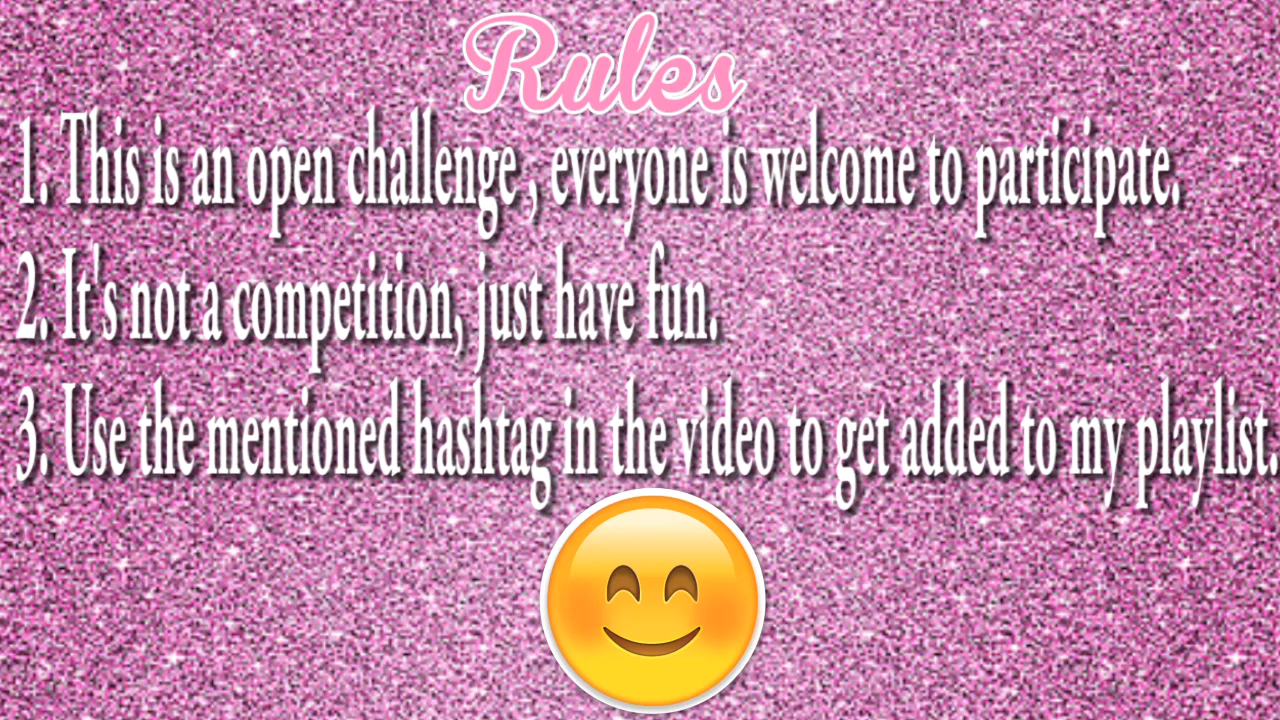 Rules
1. This is an open challenge , everyone is welcome to participate.
2. It's not a competition, just have fun.
3. Use the mentioned hashtag in the video to get added to my playlist.